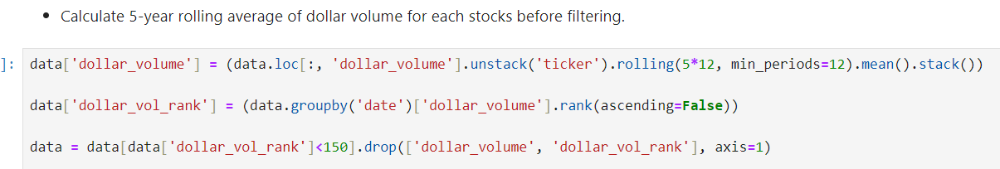 • Calculate 5-year rolling average of dollar volume for each stocks before filtering.
]: data['dollar_volume'] = (data.loc[:, 'dollar_volume'].unstack('ticker').rolling(5*12, min_periods=12).mean().stack())
data['dollar_vol_rank'] = (data.groupby('date')['dollar_volume'].rank(ascending=False))
data = data[data['dollar_vol_rank']<150].drop(['dollar_volume', 'dollar_vol_rank'], axis=1)